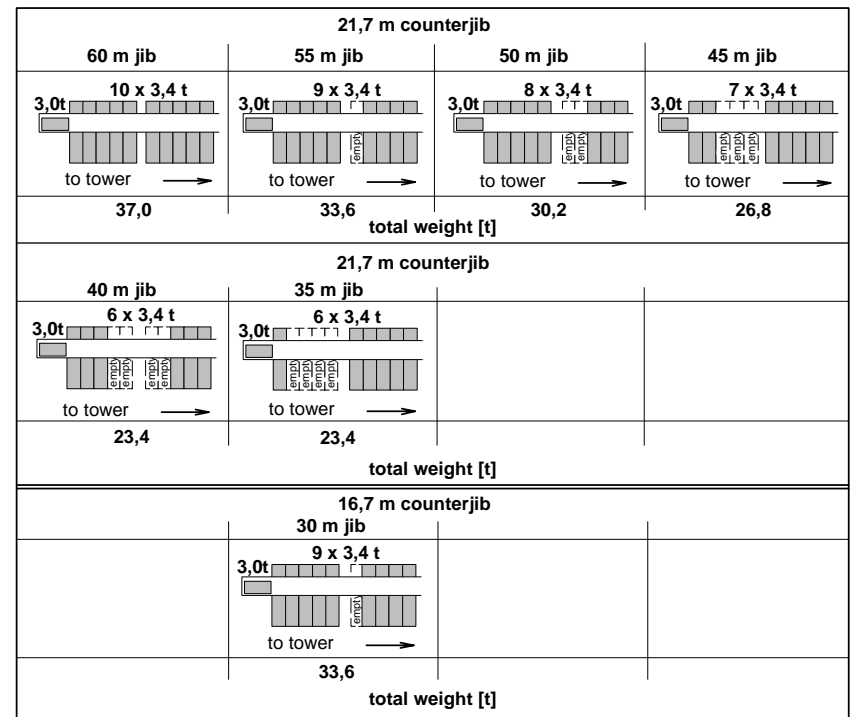 21,7 m counterjib
60 m jib 55 m jib 50 m jib 45 m jib
10 x 3,4 t 9 x 3,4 t 8 x 3,4 t 7 x 3,4 t
3,0t 3,0t 3,0t 3,0t
empty empty empty empty empty empty
to tower to tower to tower to tower
37,0 33,6 30,2 26,8
total weight [t]
21,7 m counterjib
40 m jib 35 m jib
6 x 3,4 t 6 x 3,4 t
3,0t 3,0t
empty empty empty empty empty empty empty empty
to tower to tower
23,4 23,4
total weight [t]
16,7 m counterjib
30 m jib
9 x 3,4 t
3,0t
empty
to tower
33,6
total weight [t]